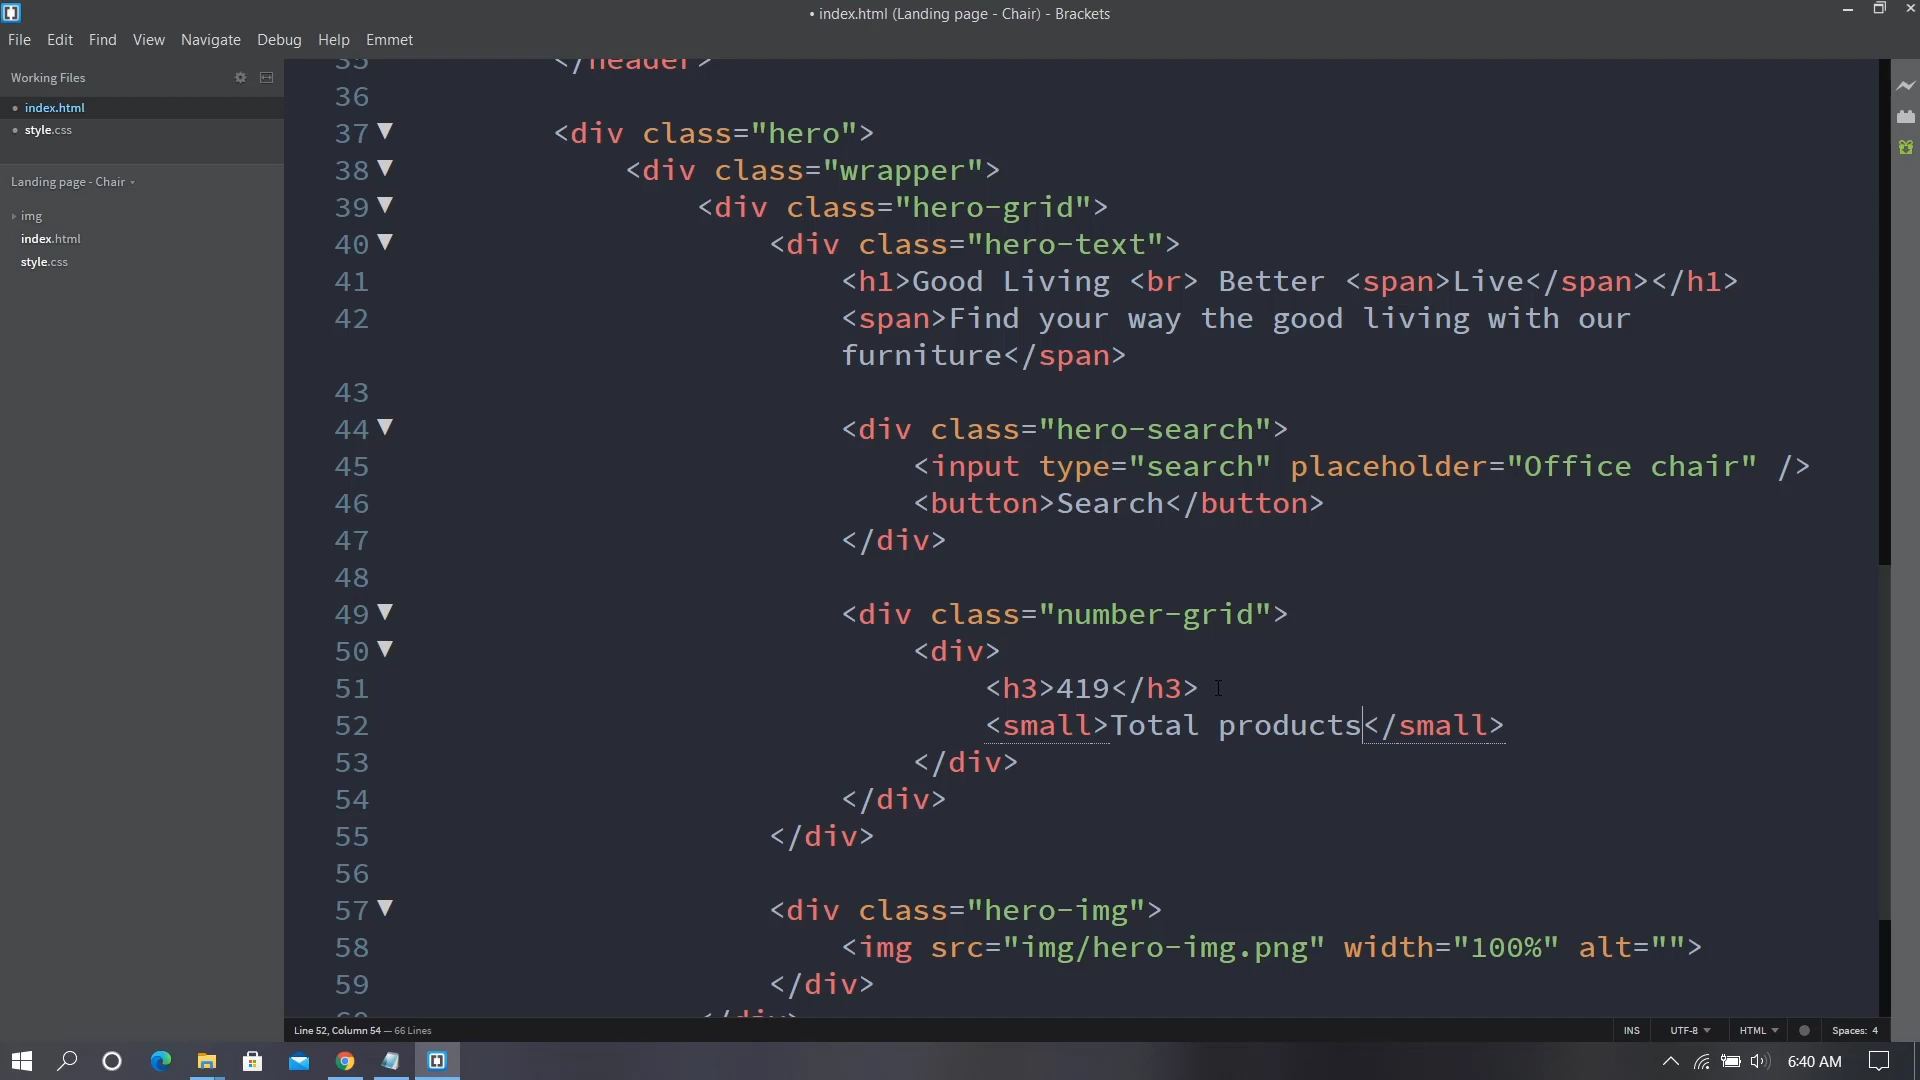 • index.html (Landing page - Chair) - Brackets
File Edit Find View Navigate Debug Help Emmet
Working Files
index.html
style.css
Landing page - Chair
img
index.html
style.css
35 </header>
36
37 <div class="hero">
38 <div class="wrapper">
39 <div class="hero-grid">
40 <div class="hero-text">
41 <h1>Good Living <br> Better <span>Live</span></h1>
42 <span>Find your way the good living with our
furniture</span>
43
44 <div class="hero-search">
45 <input type="search" placeholder="Office chair" />
46 <button>Search</button>
47 </div>
48
49 <div class="number-grid">
50 <div>
51 <h3>419</h3>
52 <small>Total products</small>
53 </div>
54 </div>
55 </div>
56
57 <div class="hero-img">
58 <img src="img/hero-img.png" width="100%" alt="">
59 </div>
60 </div>
Line 52, Column 54 — 66 Lines
INS UTF-8 HTML Spaces: 4
6:40 AM